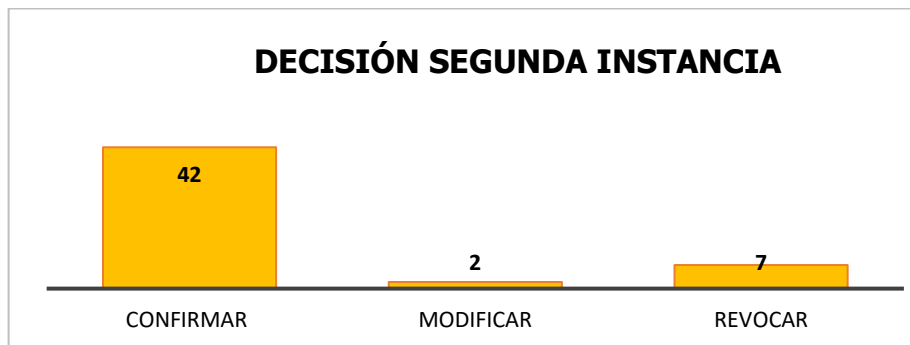 DECISIÓN SEGUNDA INSTANCIA
42
2
7
CONFIRMAR
MODIFICAR
REVOCAR